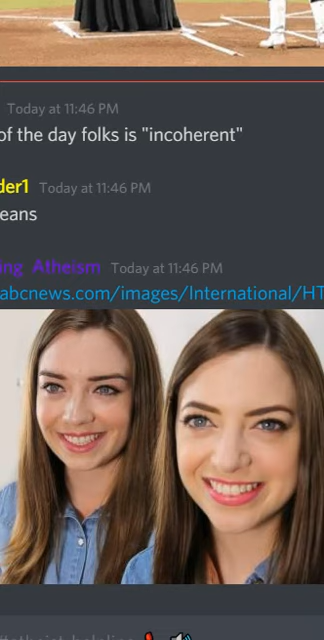 Today at 11:46 PM
of the day folks is "incoherent"
der1 Today at 11:46 PM
eans
ing Atheism Today at 11:46 PM
abcnews.com/images/International/HT